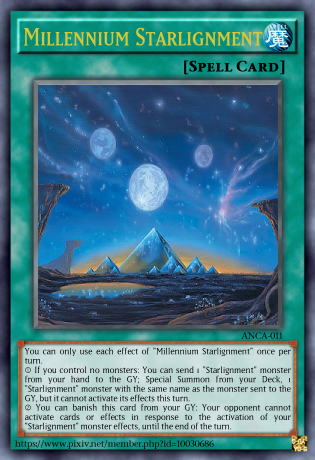 MILLENNIUM STARLIGNMENT
魔
[SPELL CARD]
ANCA-011
You can only use each effect of "Millennium Starlignment" once per
turn.
① If you control no monsters: You can send 1 "Starlignment" monster
from your hand to the GY; Special Summon from your Deck, 1
"Starlignment" monster with the same name as the monster sent to the
GY, but it cannot activate its effects this turn.
② You can banish this card from your GY: Your opponent cannot
activate cards or effects in response to the activation of your
"Starlignment" monster effects, until the end of the turn.
https://www.pixiv.net/member.php?id=10030686